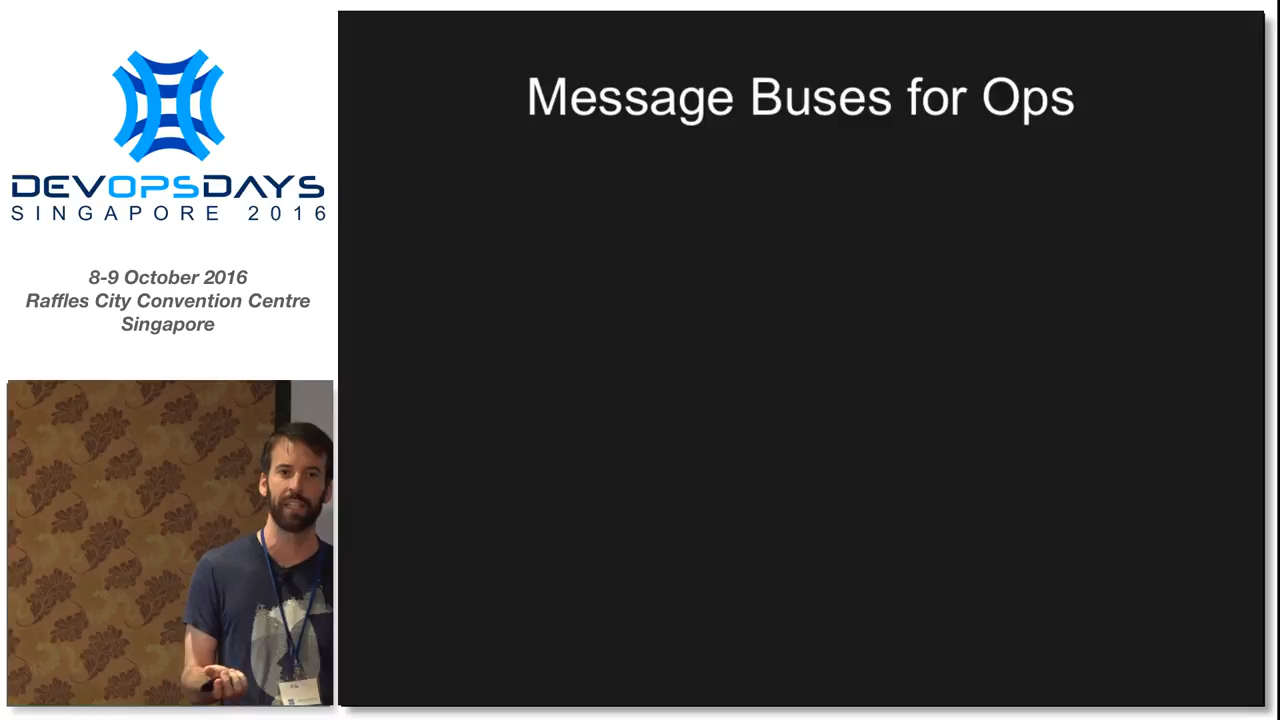 DEVOPSDAYS
SINGAPORE 2016
8-9 October 2016
Raffles City Convention Centre
Singapore
Message Buses for Ops